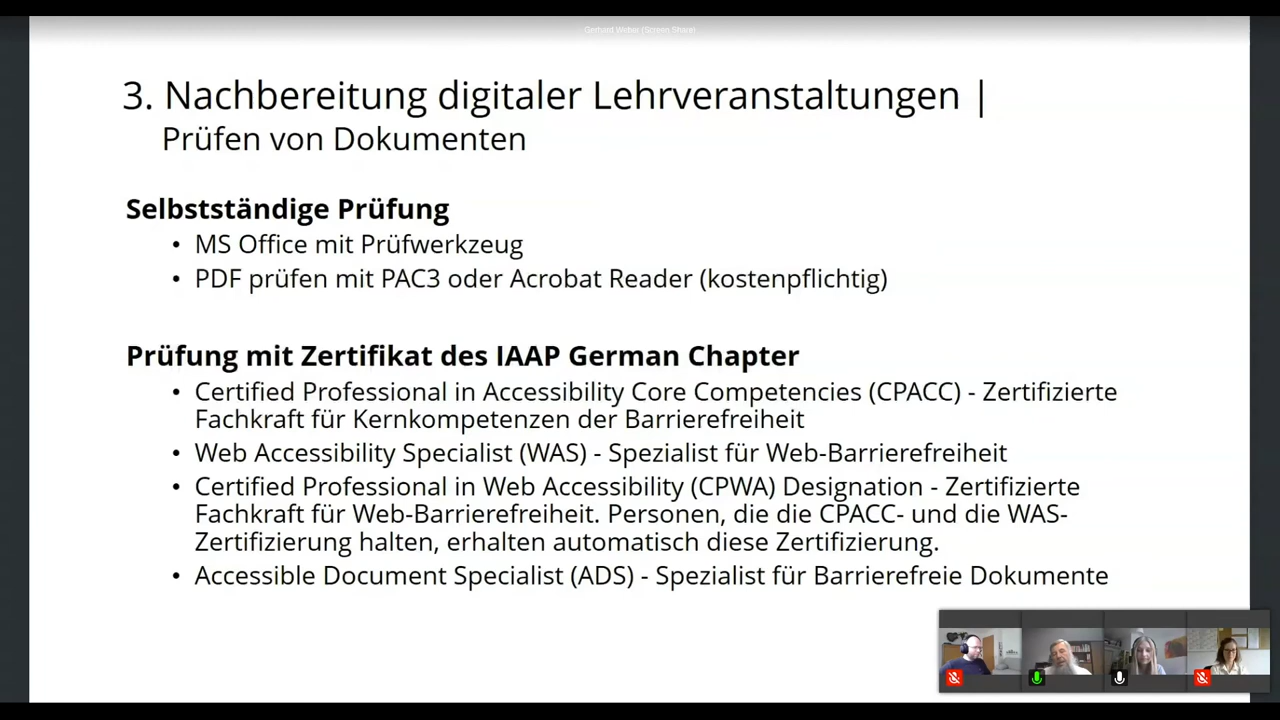 Gerhard Weber (Screen Share)
3. Nachbereitung digitaler Lehrveranstaltungen |
Prüfen von Dokumenten
Selbstständige Prüfung
• MS Office mit Prüfwerkzeug
• PDF prüfen mit PAC3 oder Acrobat Reader (kostenpflichtig)
Prüfung mit Zertifikat des IAAP German Chapter
• Certified Professional in Accessibility Core Competencies (CPACC) - Zertifizierte
Fachkraft für Kernkompetenzen der Barrierefreiheit
• Web Accessibility Specialist (WAS) - Spezialist für Web-Barrierefreiheit
• Certified Professional in Web Accessibility (CPWA) Designation - Zertifizierte
Fachkraft für Web-Barrierefreiheit. Personen, die die CPACC- und die WAS-
Zertifizierung halten, erhalten automatisch diese Zertifizierung.
• Accessible Document Specialist (ADS) - Spezialist für Barrierefreie Dokumente